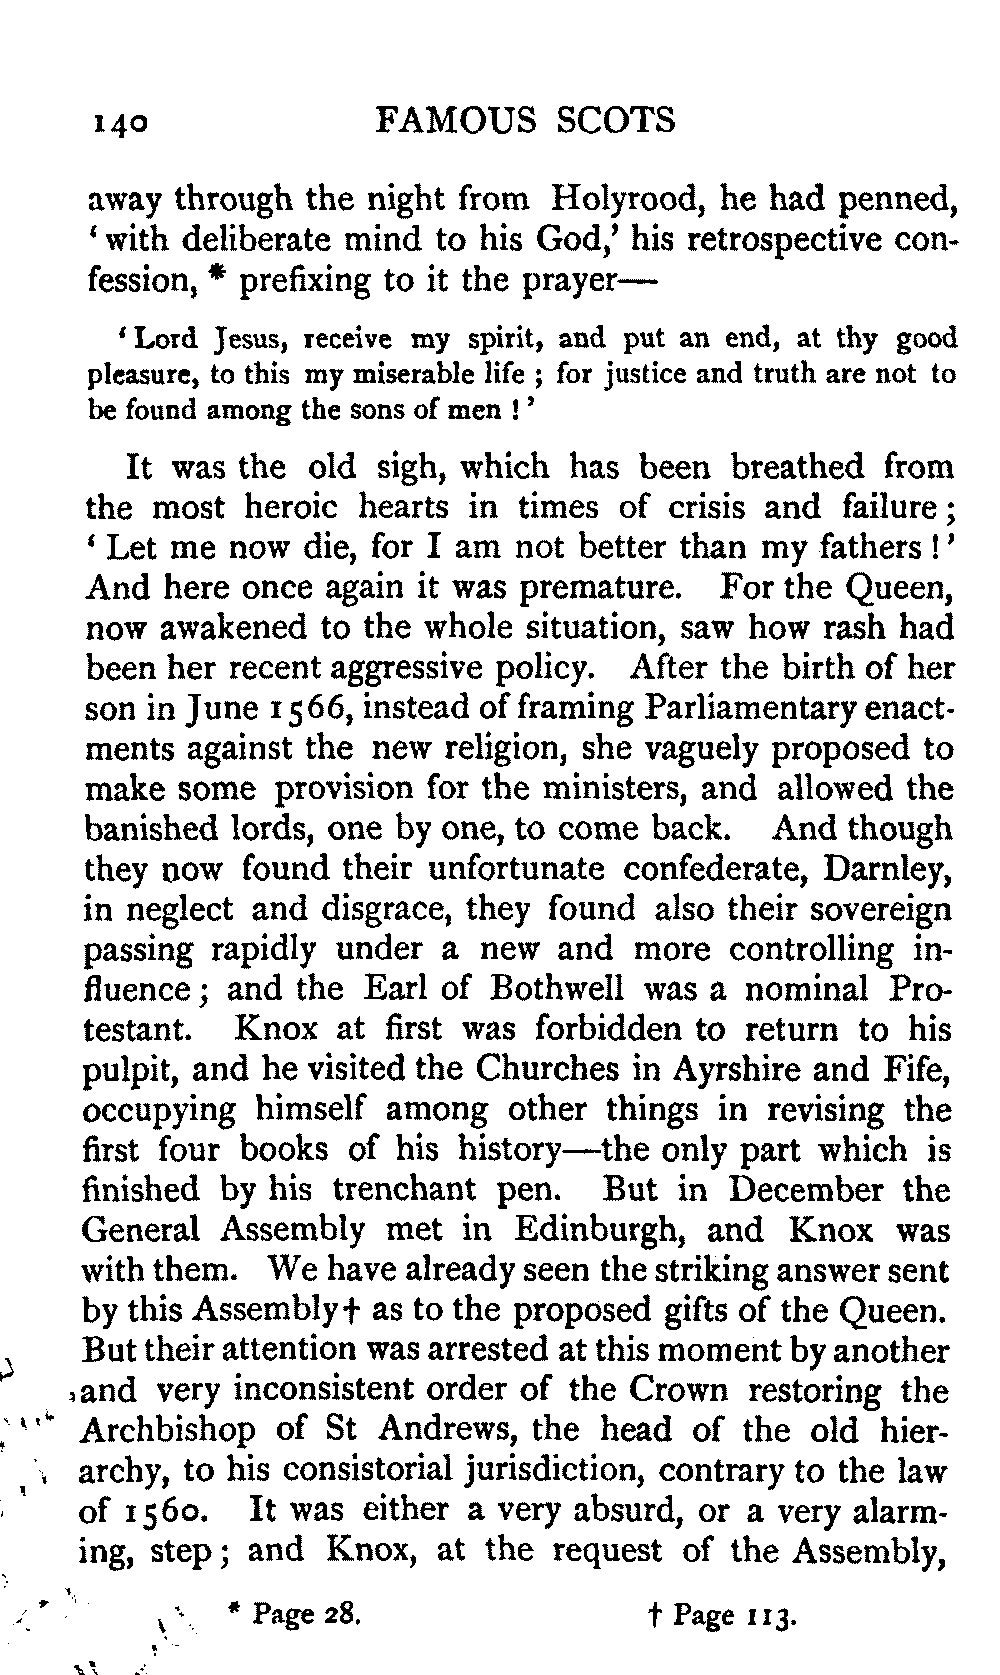 140 FAMOUS SCOTS
away through the night from Holyrood, he had penned,
‘with deliberate mind to his God,’ his retrospective con-
fession, * prefixing to it the prayer—
‘Lord Jesus, receive my spirit, and put an end, at thy good
pleasure, to this my miserable life ; for justice and truth are not to
be found among the sons of men !’
It was the old sigh, which has been breathed from
the most heroic hearts in times of crisis and failure ;
‘ Let me now die, for I am not better than my fathers !’
And here once again it was premature. For the Queen,
now awakened to the whole situation, saw how rash had
been her recent aggressive policy. After the birth of her
son in June 1566, instead of framing Parliamentary enact-
ments against the new religion, she vaguely proposed to
make some provision for the ministers, and allowed the
banished lords, one by one, to come back. And though
they now found their unfortunate confederate, Darnley,
in neglect and disgrace, they found also their sovereign
passing rapidly under a new and more controlling in-
fluence ; and the Earl of Bothwell was a nominal Pro-
testant. Knox at first was forbidden to return to his
pulpit, and he visited the Churches in Ayrshire and Fife,
occupying himself among other things in revising the
first four books of his history—the only part which is
finished by his trenchant pen. But in December the
General Assembly met in Edinburgh, and Knox was
with them. We have already seen the striking answer sent
by this Assembly† as to the proposed gifts of the Queen.
But their attention was arrested at this moment by another
and very inconsistent order of the Crown restoring the
Archbishop of St Andrews, the head of the old hier-
archy, to his consistorial jurisdiction, contrary to the law
of 1560. It was either a very absurd, or a very alarm-
ing, step ; and Knox, at the request of the Assembly,
* Page 28. † Page 113.